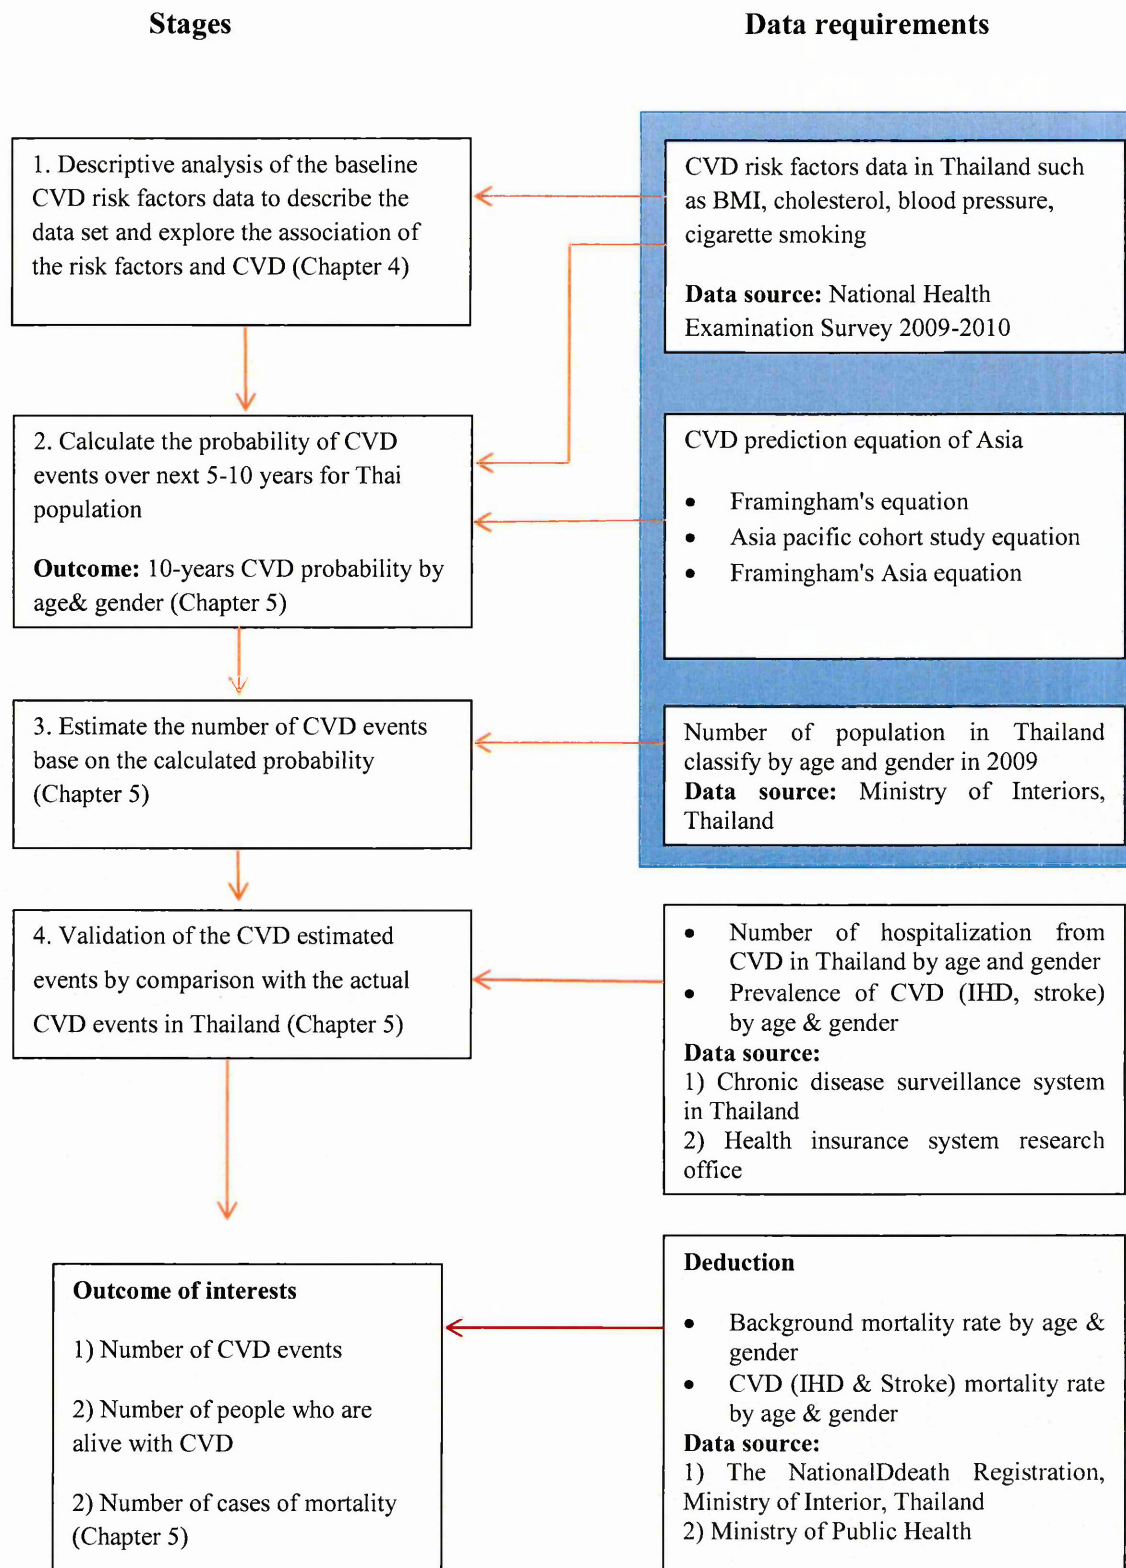 Stages
Data requirements
1. Descriptive analysis of the baseline
CVD risk factors data to describe the
data set and explore the association of
the risk factors and CVD (Chapter 4)
CVD risk factors data in Thailand such
as BMI, cholesterol, blood pressure,
cigarette smoking
Data source: National Health
Examination Survey 2009-2010
2. Calculate the probability of CVD
events over next 5-10 years for Thai
population
Outcome: 10-years CVD probability by
age& gender (Chapter 5)
CVD prediction equation of Asia
• Framingham's equation
• Asia pacific cohort study equation
• Framingham's Asia equation
3. Estimate the number of CVD events
base on the calculated probability
(Chapter 5)
Number of population in Thailand
classify by age and gender in 2009
Data source: Ministry of Interiors,
Thailand
4. Validation of the CVD estimated
events by comparison with the actual
CVD events in Thailand (Chapter 5)
• Number of hospitalization from
CVD in Thailand by age and gender
• Prevalence of CVD (IHD, stroke)
by age & gender
Data source:
1) Chronic disease surveillance system
in Thailand
2) Health insurance system research
office
Outcome of interests
1) Number of CVD events
2) Number of people who are
alive with CVD
2) Number of cases of mortality
(Chapter 5)
Deduction
• Background mortality rate by age &
gender
• CVD (IHD & Stroke) mortality rate
by age & gender
Data source:
1) The NationalDdeath Registration,
Ministry of Interior, Thailand
2) Ministry of Public Health